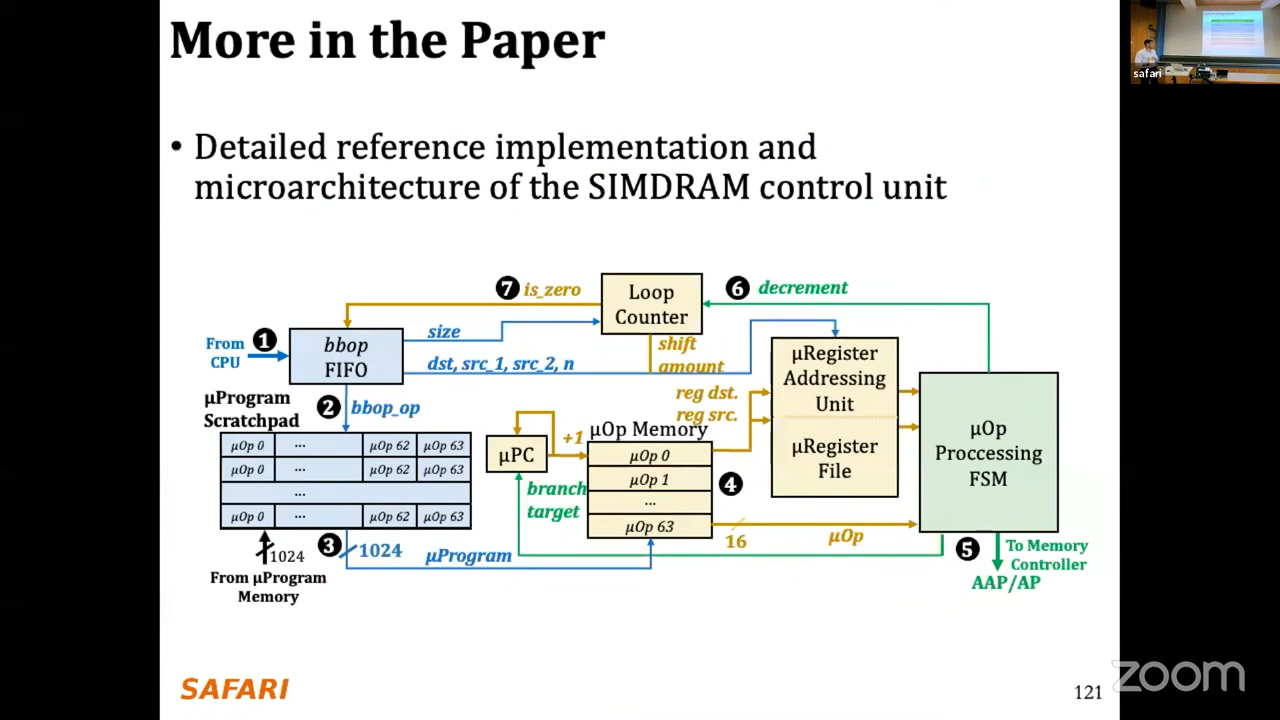 More in the Paper
safari
• Detailed reference implementation and
microarchitecture of the SIMDRAM control unit
7 is_zero
Loop
Counter
6 decrement
From
CPU
1
bbop
FIFO
size
dst, src_1, src_2, n
shift
amount
μRegister
Addressing
Unit
μRegister
File
reg dst.
reg src.
μProgram
Scratchpad
2 bbop_op
μOp 0 ... μOp 62 μOp 63
μOp 0 ... μOp 62 μOp 63
...
μOp 0 ... μOp 62 μOp 63
μPC
+1
branch
target
μOp Memory
μOp 0
μOp 1
...
μOp 63
4
μOp
Proccessing
FSM
16
μOp
1024
From μProgram
Memory
3
1024
μProgram
5
To Memory
Controller
AAP/AP
SAFARI
121
zoom